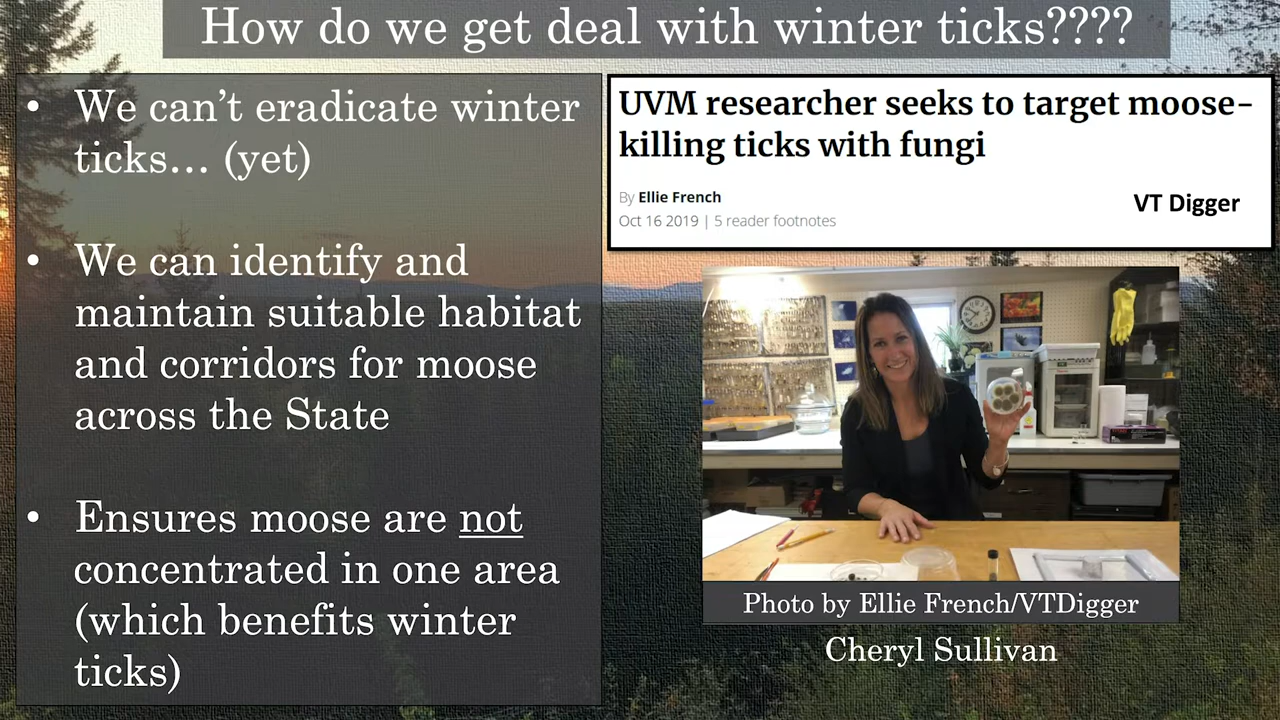 How do we get deal with winter ticks????
• We can’t eradicate winter
ticks… (yet)
• We can identify and
maintain suitable habitat
and corridors for moose
across the State
• Ensures moose are not
concentrated in one area
(which benefits winter
ticks)
UVM researcher seeks to target moose-
killing ticks with fungi
By Ellie French
Oct 16 2019 | 5 reader footnotes
VT Digger
Photo by Ellie French/VTDigger
Cheryl Sullivan